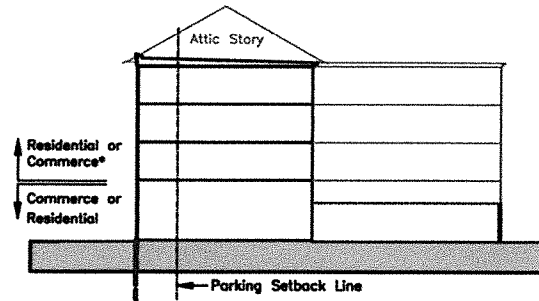 Attic Story
Residential or
Commerce*
Commerce or
Residential
Parking Setback Line